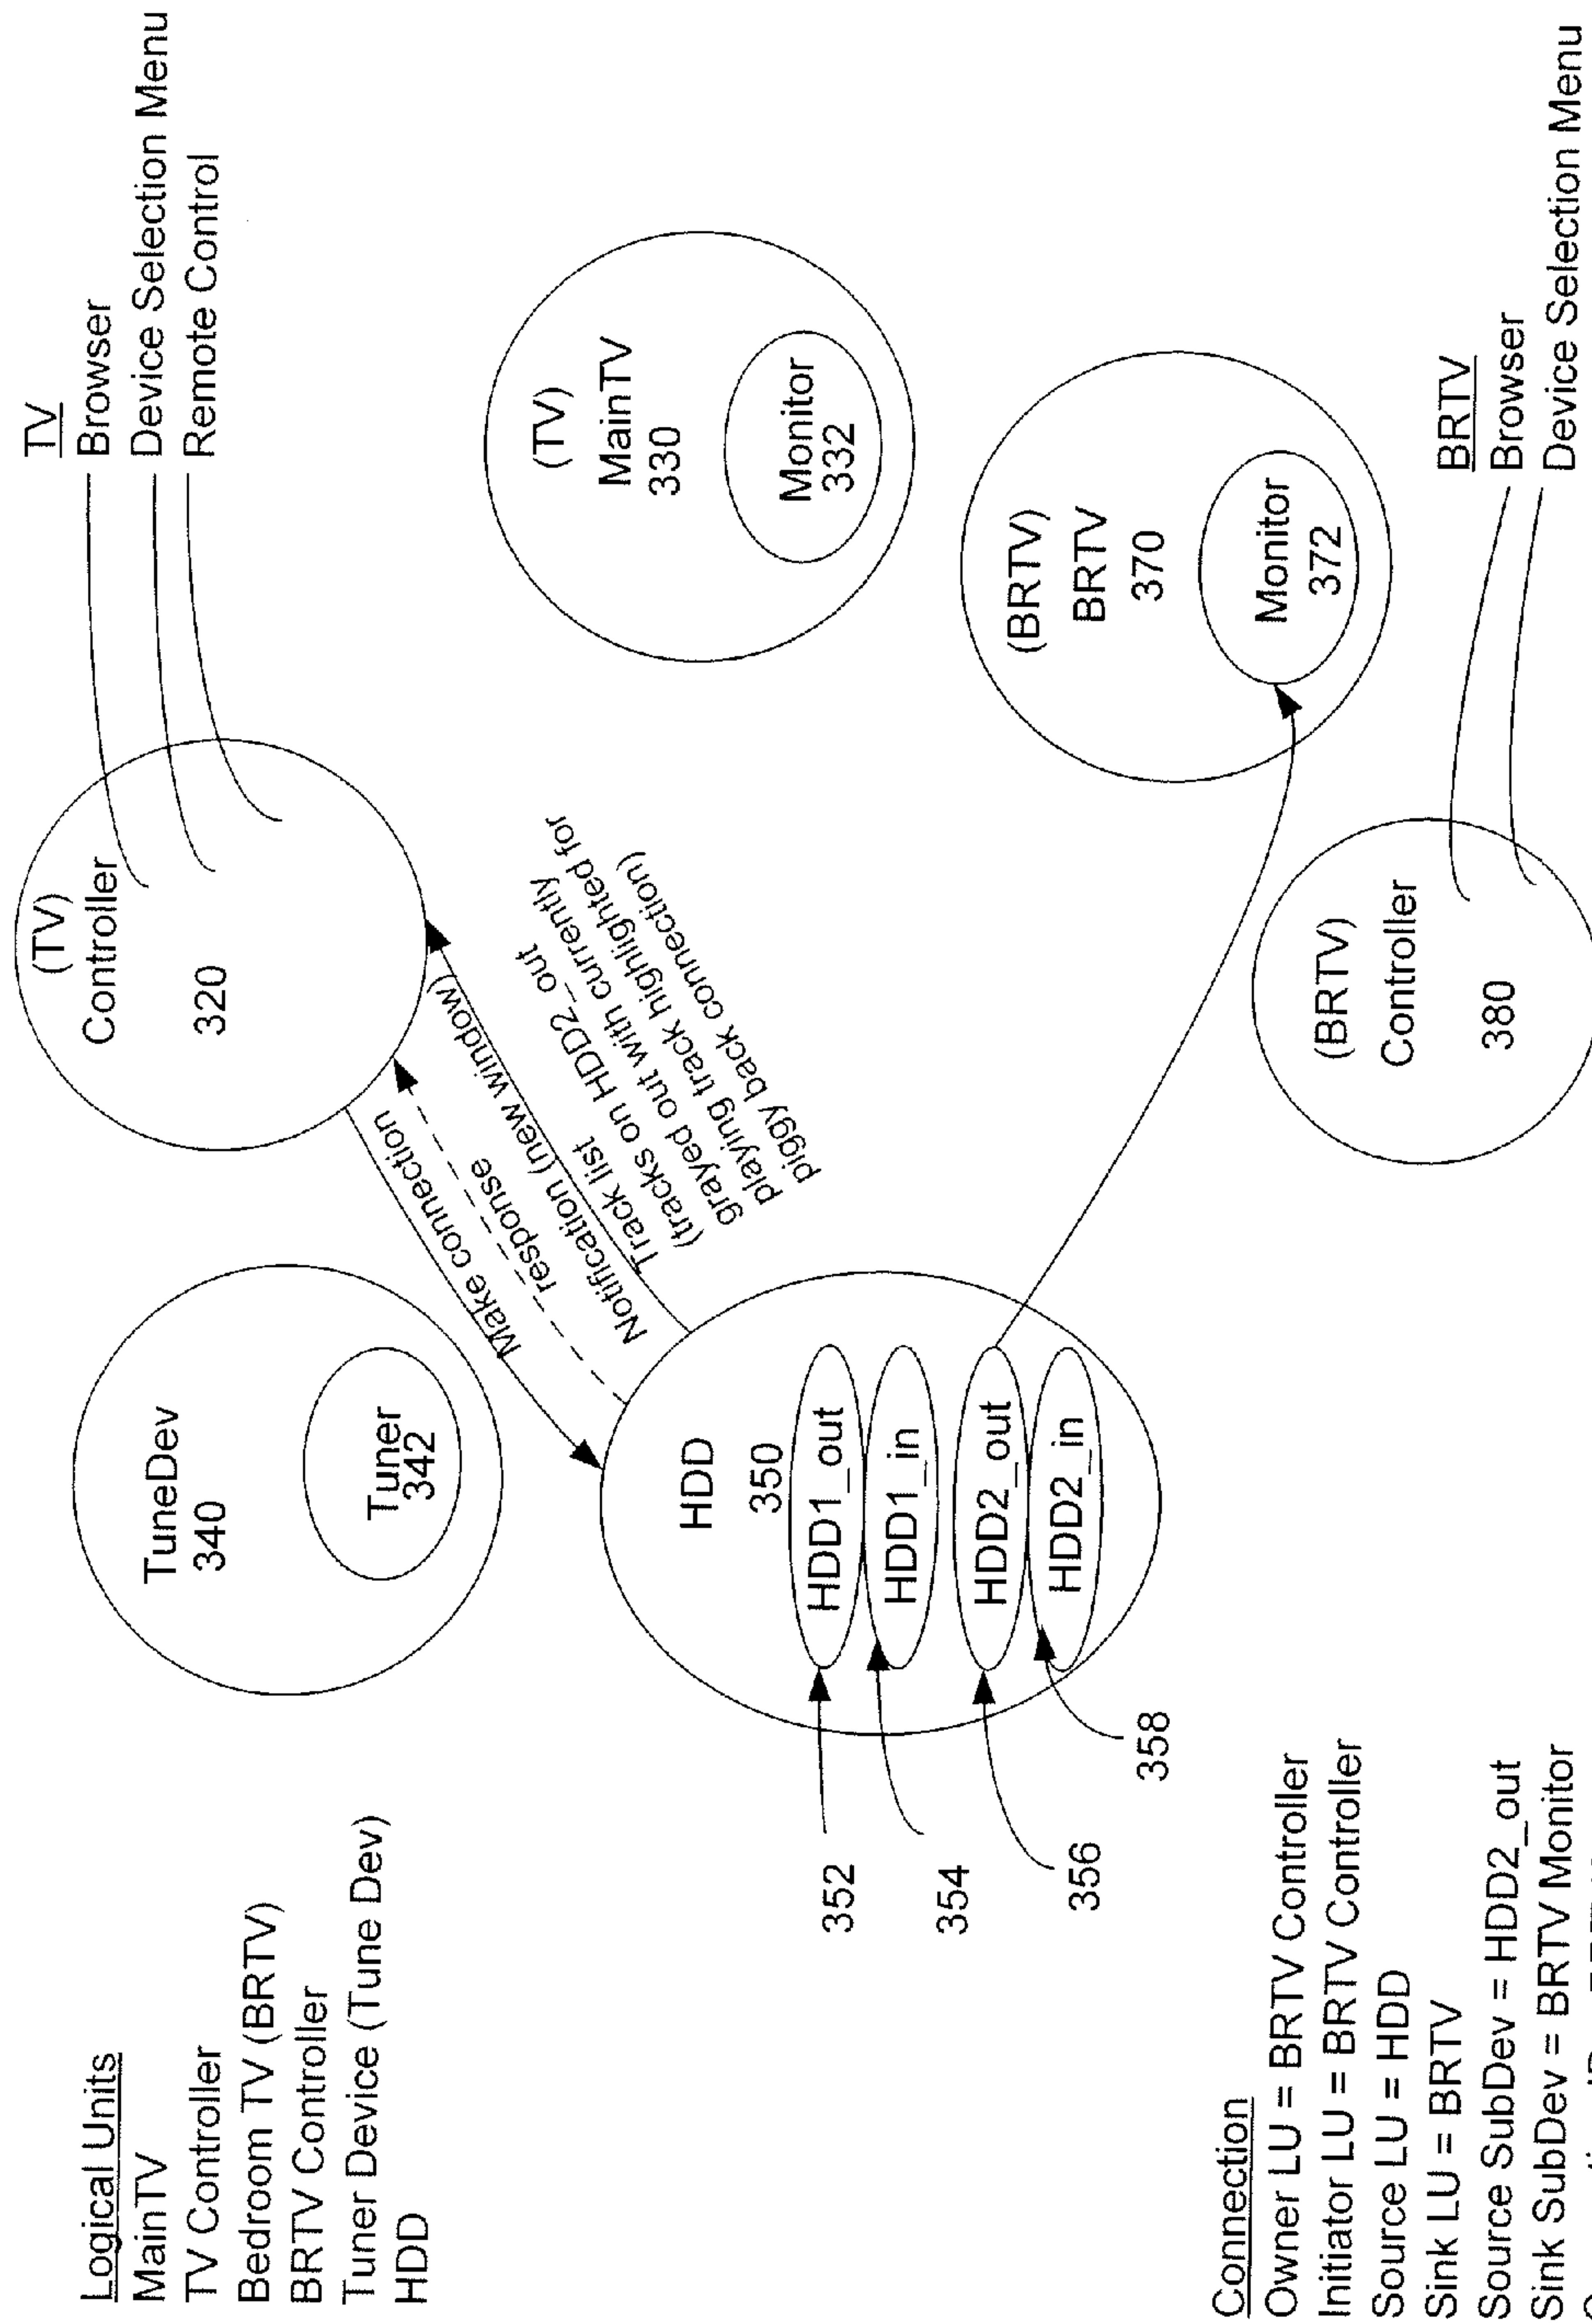 Logical Units
MainTV
TV Controller
Bedroom TV (BRTV)
BRTV Controller
Tuner Device (Tune Dev)
HDD
TuneDev
340
Tuner
342
(TV)
Controller
320
TV
Browser
Device Selection Menu
Remote Control
Make connection
response
Notification (new window)
Track list
(tracks on HDD2_out
grayed out with currently
playing track highlighted for
piggy back connection)
(TV)
MainTV
330
Monitor
332
HDD
350
HDD1_out
HDD1_in
HDD2_out
HDD2_in
352
354
356
358
(BRTV)
BRTV
370
Monitor
372
(BRTV)
Controller
380
BRTV
Browser
Device Selection Menu
Connection
Owner LU = BRTV Controller
Initiator LU = BRTV Controller
Source LU = HDD
Sink LU = BRTV
Source SubDev = HDD2_out
Sink SubDev = BRTV Monitor